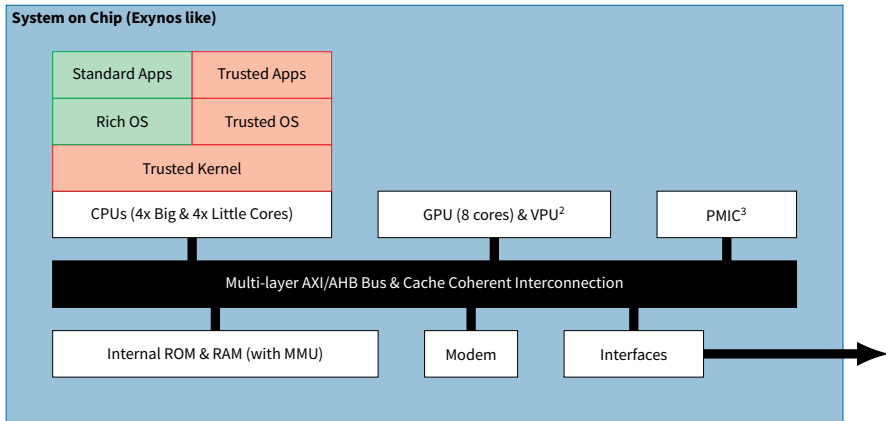 System on Chip (Exynos like)
Standard Apps
Trusted Apps
Rich OS
Trusted OS
Trusted Kernel
CPUs (4x Big & 4x Little Cores)
GPU (8 cores) & VPU²
PMIC³
Multi-layer AXI/AHB Bus & Cache Coherent Interconnection
Internal ROM & RAM (with MMU)
Modem
Interfaces